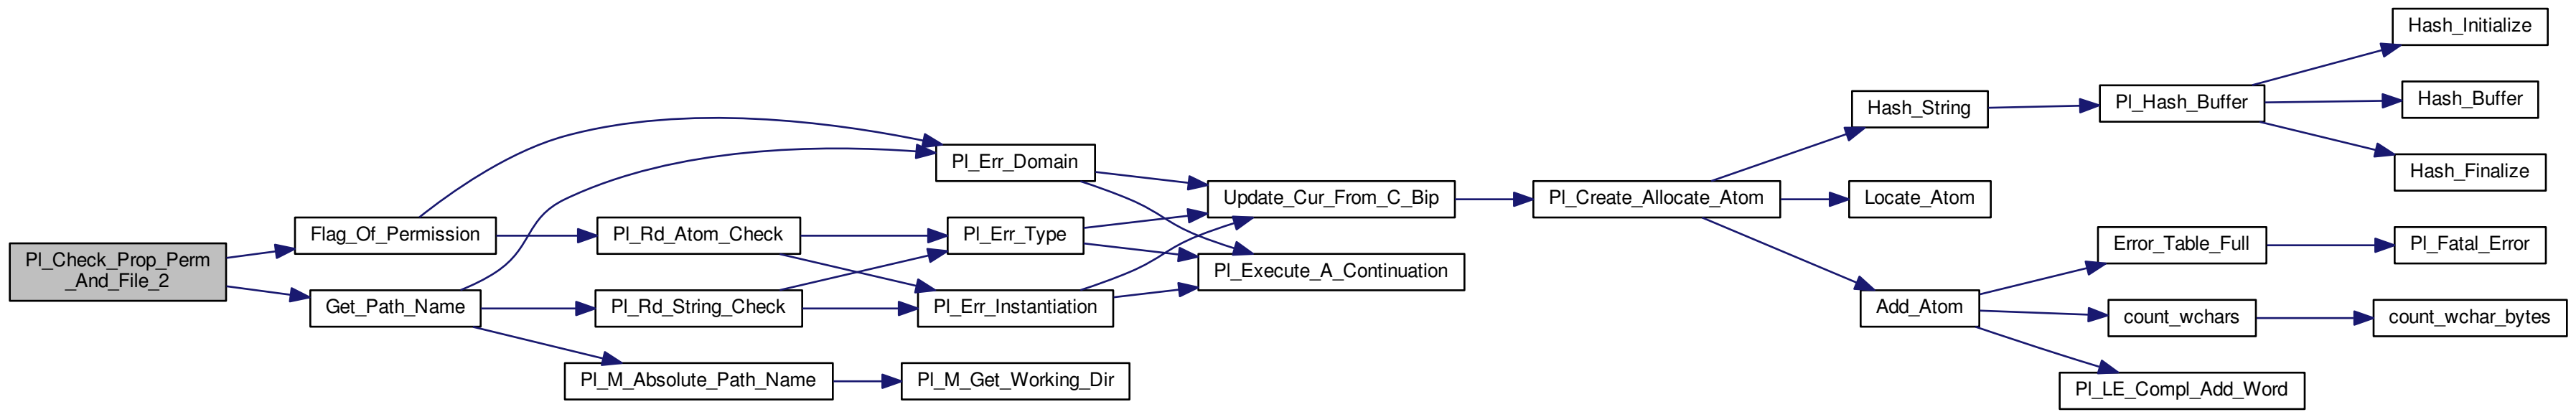 Pl_Check_Prop_Perm
_And_File_2
Flag_Of_Permission
Get_Path_Name
Pl_Rd_Atom_Check
Pl_Rd_String_Check
Pl_M_Absolute_Path_Name
Pl_Err_Domain
Pl_Err_Type
Pl_Err_Instantiation
Pl_M_Get_Working_Dir
Update_Cur_From_C_Bip
Pl_Execute_A_Continuation
Pl_Create_Allocate_Atom
Hash_String
Locate_Atom
Add_Atom
Pl_Hash_Buffer
Error_Table_Full
count_wchars
Pl_LE_Compl_Add_Word
Hash_Initialize
Hash_Buffer
Hash_Finalize
Pl_Fatal_Error
count_wchar_bytes